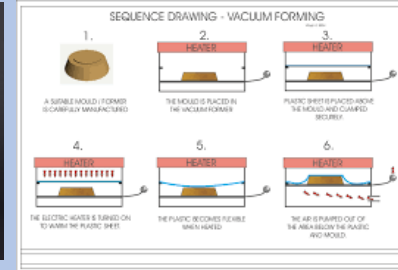 SEQUENCE DRAWING - VACUUM FORMING
1.
2.
3.
HEATER
HEATER
A SUITABLE MOULD / FORMER
IS CAREFULLY MANUFACTURED
THE MOULD IS PLACED IN
THE VACUUM FORMER
PLASTIC SHEET IS PLACED ABOVE
THE MOULD AND CLAMPED
SECURELY.
4.
5.
6.
HEATER
HEATER
HEATER
THE ELECTRIC HEATER IS TURNED ON
TO WARM THE PLASTIC SHEET
THE PLASTIC BECOMES FLEXIBLE
WHEN HEATED
THE AIR IS PUMPED OUT OF
THE AREA BELOW THE PLASTIC
AND MOULD.